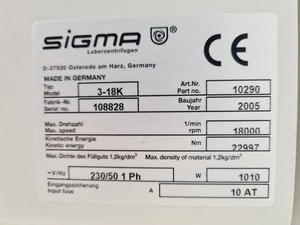 sigma
Laborzentrifugen
CE
D-37520 Osterode am Harz, Germany
MADE IN GERMANY
Typ Model 3-18K Art.Nr. Part no. 10290
Fabrik-Nr. Serial no. 108828 Baujahr Year 2005
Max. Drehzahl Max. speed 1/min rpm 18000
Kinetische Energie Kinetic energy Nm 22997
Max. Dichte des Füllguts 1,2kg/dm³ Max. density of material 1,2kg/dm³
~V/Hz 230/50 1 Ph W 1010
Eingangssicherung Input fuse A 10 AT